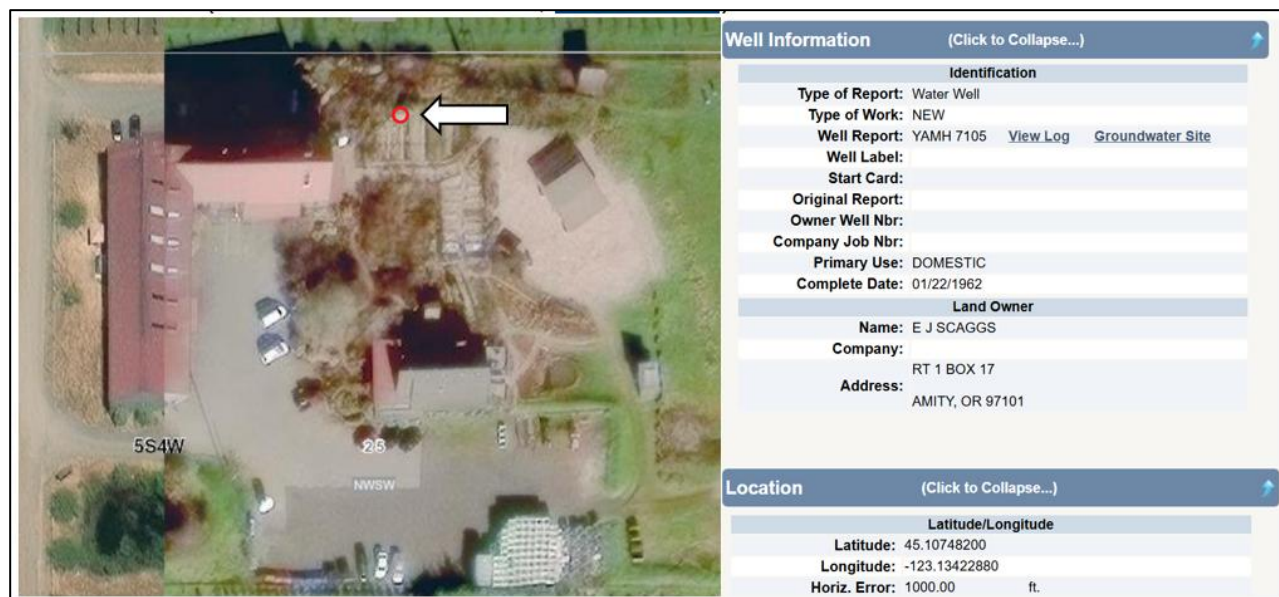 5S4W
25
NWSW
Well Information (Click to Collapse...)
Identification
Type of Report: Water Well
Type of Work: NEW
Well Report: YAMH 7105 View Log Groundwater Site
Well Label:
Start Card:
Original Report:
Owner Well Nbr:
Company Job Nbr:
Primary Use: DOMESTIC
Complete Date: 01/22/1962
Land Owner
Name: E J SCAGGS
Company:
Address: RT 1 BOX 17
AMITY, OR 97101
Location (Click to Collapse...)
Latitude/Longitude
Latitude: 45.10748200
Longitude: -123.13422880
Horiz. Error: 1000.00 ft.